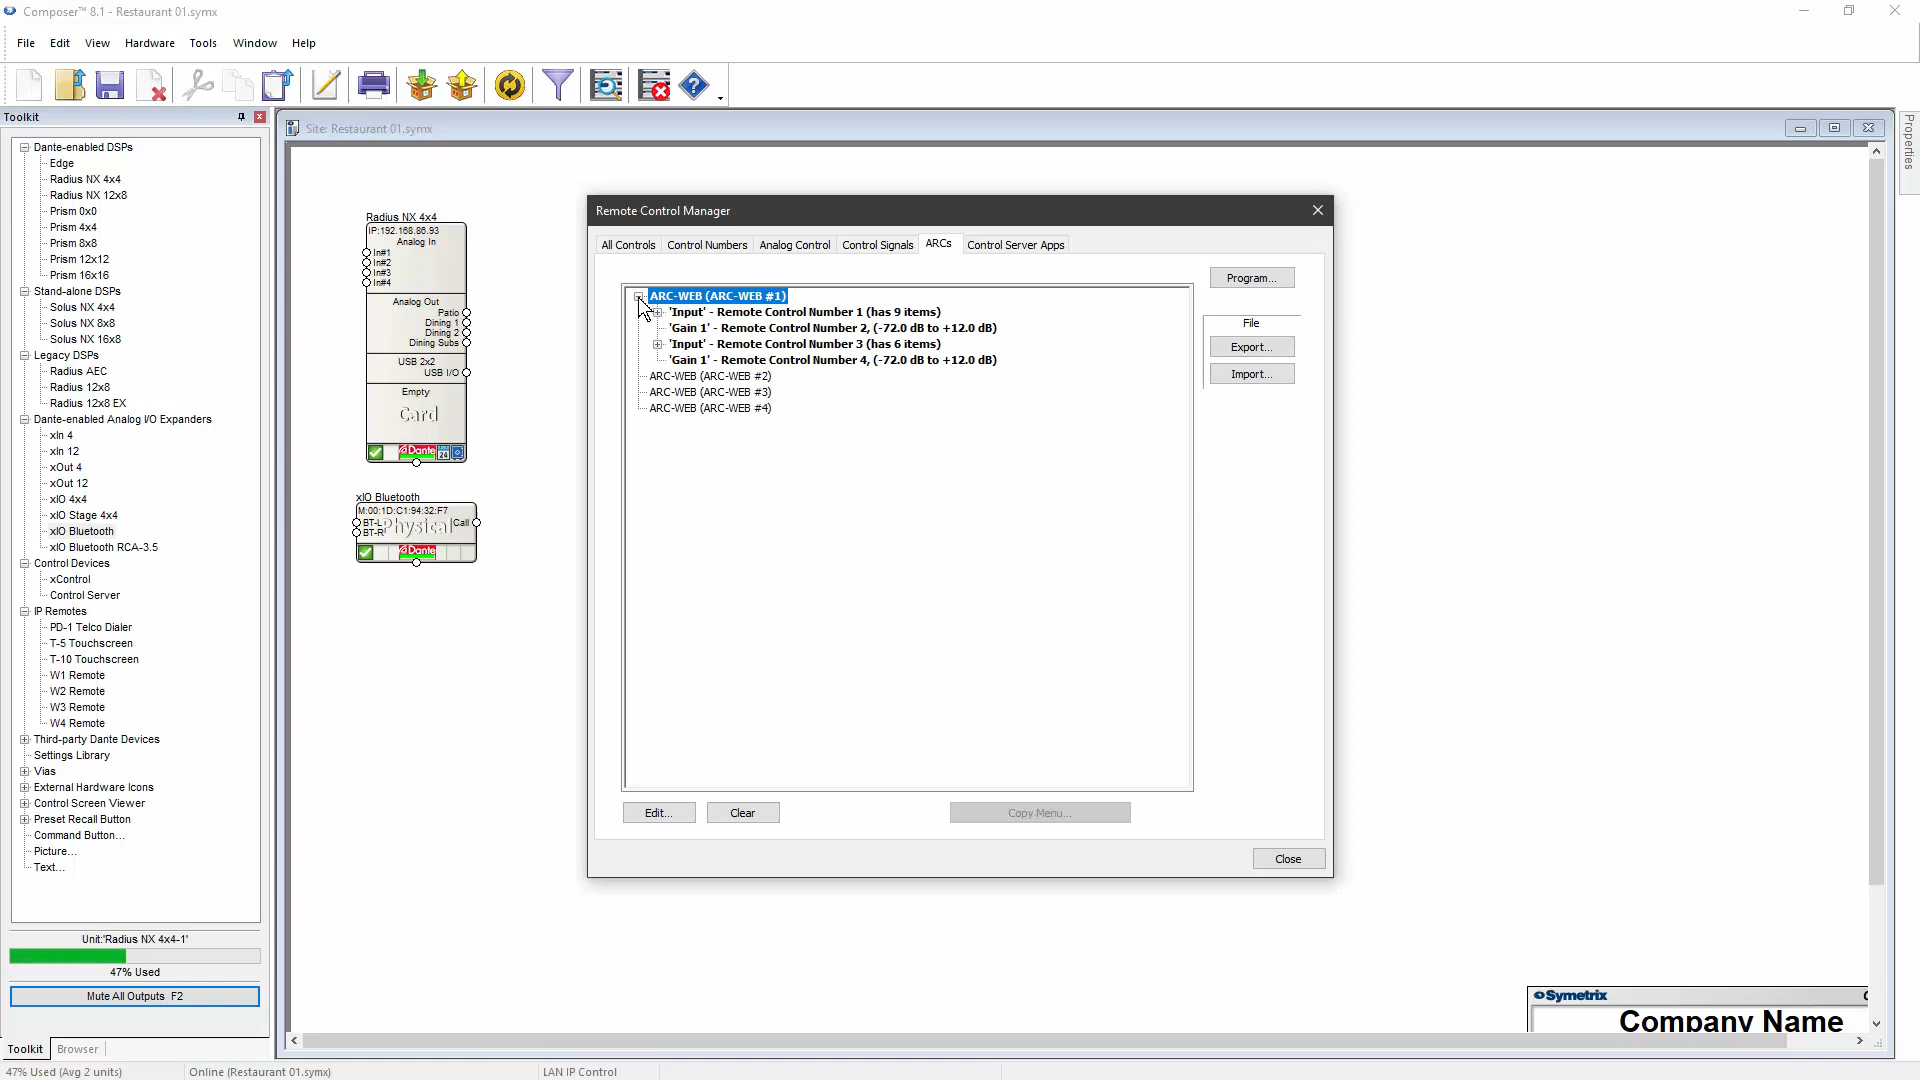 Composer™ 8.1 - Restaurant 01.symx
File Edit View Hardware Tools Window Help
Toolkit
Dante-enabled DSPs
Edge
Radius NX 4x4
Radius NX 12x8
Prism 0x0
Prism 4x4
Prism 8x8
Prism 12x12
Prism 16x16
Stand-alone DSPs
Solus NX 4x4
Solus NX 8x8
Solus NX 16x8
Legacy DSPs
Radius AEC
Radius 12x8
Radius 12x8 EX
Dante-enabled Analog I/O Expanders
xIn 4
xIn 12
xOut 4
xOut 12
xIO 4x4
xIO Stage 4x4
xIO Bluetooth
xIO Bluetooth RCA-3.5
Control Devices
xControl
Control Server
IP Remotes
PD-1 Telco Dialer
T-5 Touchscreen
T-10 Touchscreen
W1 Remote
W2 Remote
W3 Remote
W4 Remote
Third-party Dante Devices
Settings Library
Vias
External Hardware Icons
Control Screen Viewer
Preset Recall Button
Command Button...
Picture...
Text...
Unit:'Radius NX 4x4-1'
47% Used
Mute All Outputs F2
Toolkit Browser
47% Used (Avg 2 units) Online (Restaurant 01.symx) LAN IP Control
Site: Restaurant 01.symx
Properties
Radius NX 4x4
IP:192.168.86.93
Analog In
In#1
In#2
In#3
In#4
Analog Out
Patio
Dining 1
Dining 2
Dining Subs
USB 2x2
USB I/O
Empty
Card
Dante 24
xIO Bluetooth
M:00:1D:C1:94:32:F7
BT-L Physical Call
BT-R
Dante
Remote Control Manager
All Controls Control Numbers Analog Control Control Signals ARCs Control Server Apps
ARC-WEB (ARC-WEB #1)
'Input' - Remote Control Number 1 (has 9 items)
'Gain 1' - Remote Control Number 2, (-72.0 dB to +12.0 dB)
'Input' - Remote Control Number 3 (has 6 items)
'Gain 1' - Remote Control Number 4, (-72.0 dB to +12.0 dB)
ARC-WEB (ARC-WEB #2)
ARC-WEB (ARC-WEB #3)
ARC-WEB (ARC-WEB #4)
Program...
File
Export...
Import...
Edit... Clear Copy Menu...
Close
Symetrix
Company Name